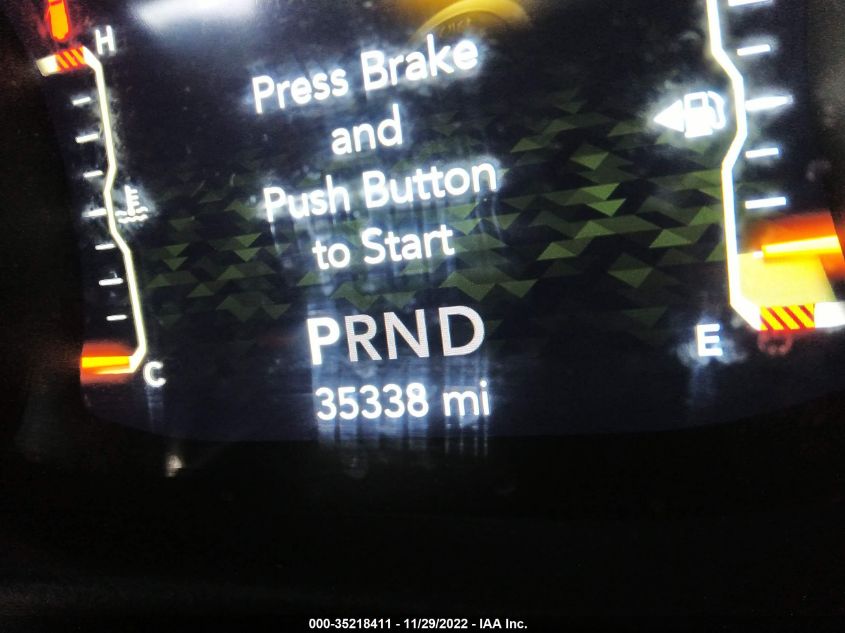 H
Press Brake
and
Push Button
to Start
PRND
E
C
35338 mi
000-35218411 - 11/29/2022 - IAA Inc.